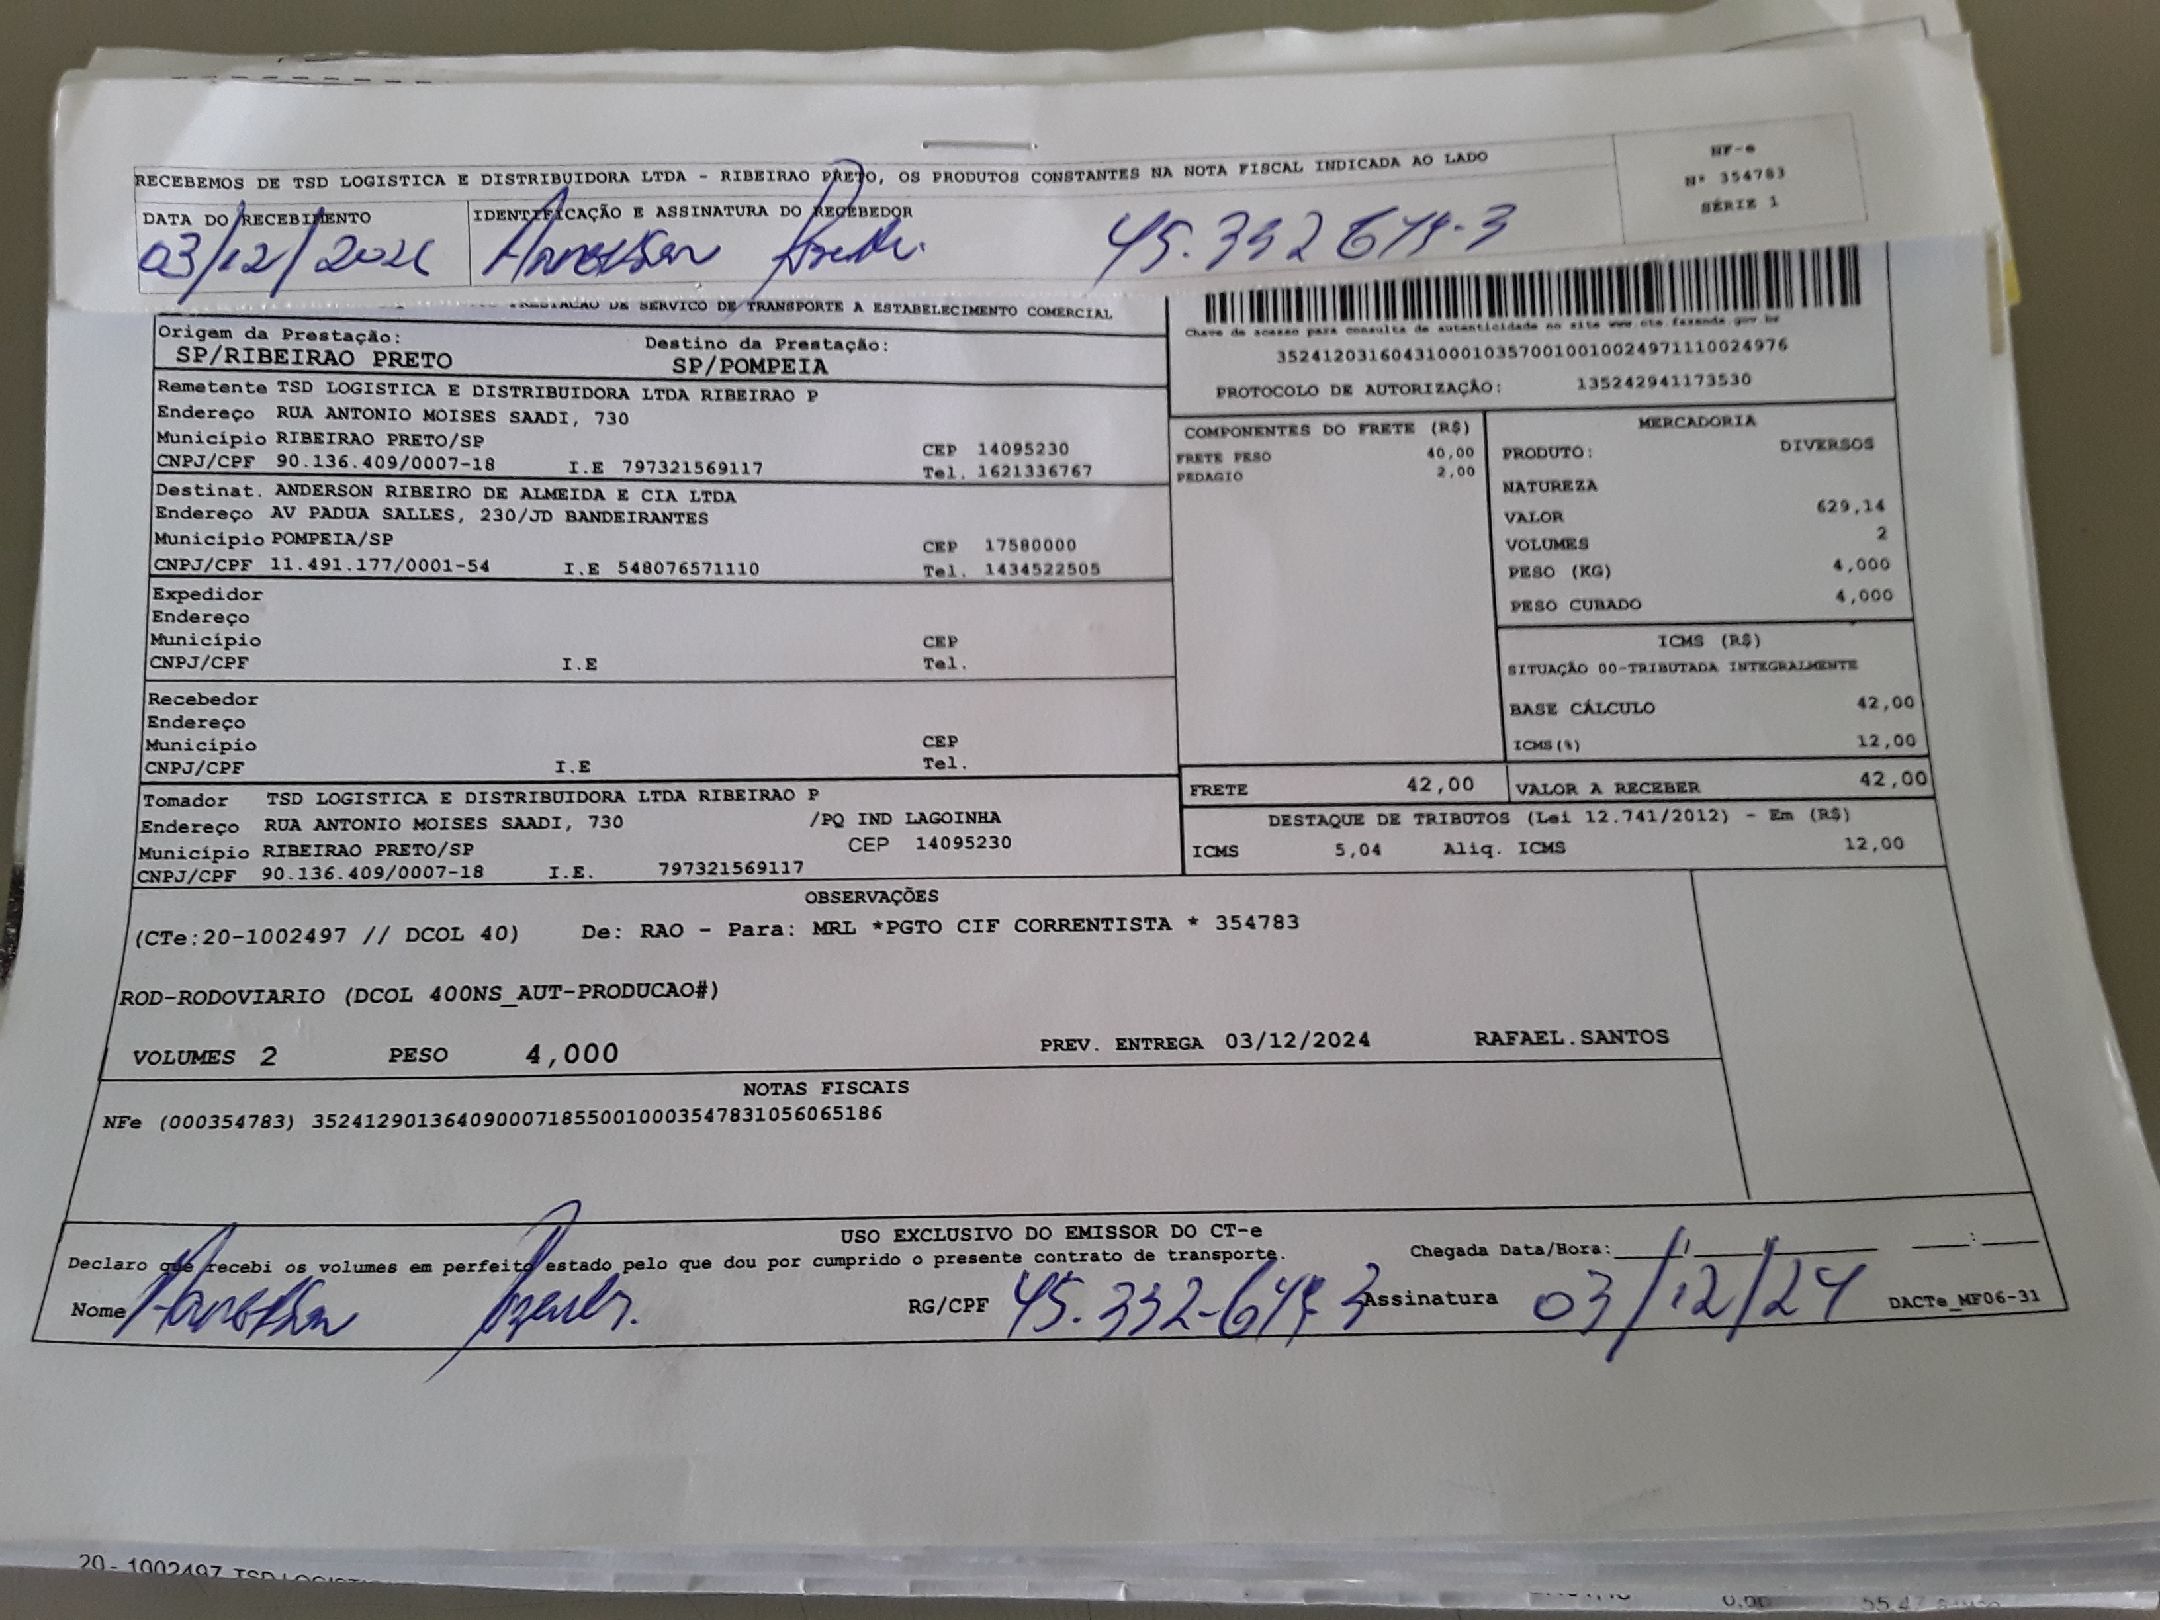 RECEBEMOS DE TSD LOGISTICA E DISTRIBUIDORA LTDA - RIBEIRAO PRETO, OS PRODUTOS CONSTANTES NA NOTA FISCAL INDICADA AO LADO
NF-e
Nº 354783
SÉRIE 1
DATA DO RECEBIMENTO
IDENTIFICAÇÃO E ASSINATURA DO RECEBEDOR
03/12/2024
PRESTACAO DE SERVICO DE TRANSPORTE A ESTABELECIMENTO COMERCIAL
Origem da Prestação: Destino da Prestação:
SP/RIBEIRAO PRETO SP/POMPEIA
Remetente TSD LOGISTICA E DISTRIBUIDORA LTDA RIBEIRAO P
Endereço RUA ANTONIO MOISES SAADI, 730
Município RIBEIRAO PRETO/SP CEP 14095230
CNPJ/CPF 90.136.409/0007-18 I.E 797321569117 Tel. 1621336767
Destinat. ANDERSON RIBEIRO DE ALMEIDA E CIA LTDA
Endereço AV PADUA SALLES, 230/JD BANDEIRANTES
Município POMPEIA/SP CEP 17580000
CNPJ/CPF 11.491.177/0001-54 I.E 548076571110 Tel. 1434522505
Expedidor
Endereço
Município CEP
CNPJ/CPF I.E Tel.
Recebedor
Endereço
Município CEP
CNPJ/CPF I.E Tel.
Tomador TSD LOGISTICA E DISTRIBUIDORA LTDA RIBEIRAO P
Endereço RUA ANTONIO MOISES SAADI, 730 /PQ IND LAGOINHA
Município RIBEIRAO PRETO/SP CEP 14095230
CNPJ/CPF 90.136.409/0007-18 I.E. 797321569117
Chave de acesso para consulta de autenticidade no site www.cte.fazenda.gov.br
35241203160431000103570010010024971110024976
PROTOCOLO DE AUTORIZAÇÃO: 135242941173530
COMPONENTES DO FRETE (R$)
FRETE PESO 40,00
PEDAGIO 2,00
MERCADORIA
PRODUTO: DIVERSOS
NATUREZA
VALOR 629,14
VOLUMES 2
PESO (KG) 4,000
PESO CUBADO 4,000
ICMS (R$)
SITUAÇÃO 00-TRIBUTADA INTEGRALMENTE
BASE CÁLCULO 42,00
ICMS(%) 12,00
FRETE 42,00 VALOR A RECEBER 42,00
DESTAQUE DE TRIBUTOS (Lei 12.741/2012) - Em (R$)
ICMS 5,04 Aliq. ICMS 12,00
OBSERVAÇÕES
(CTe:20-1002497 // DCOL 40) De: RAO - Para: MRL *PGTO CIF CORRENTISTA * 354783
ROD-RODOVIARIO (DCOL 400NS_AUT-PRODUCAO#)
VOLUMES 2 PESO 4,000 PREV. ENTREGA 03/12/2024 RAFAEL.SANTOS
NOTAS FISCAIS
NFe (000354783) 35241290136409000718550010003547831056065186
USO EXCLUSIVO DO EMISSOR DO CT-e
Declaro que recebi os volumes em perfeito estado pelo que dou por cumprido o presente contrato de transporte. Chegada Data/Hora:
Nome RG/CPF Assinatura 03/12/24 DACTe_MF06-31
20 - 1002497